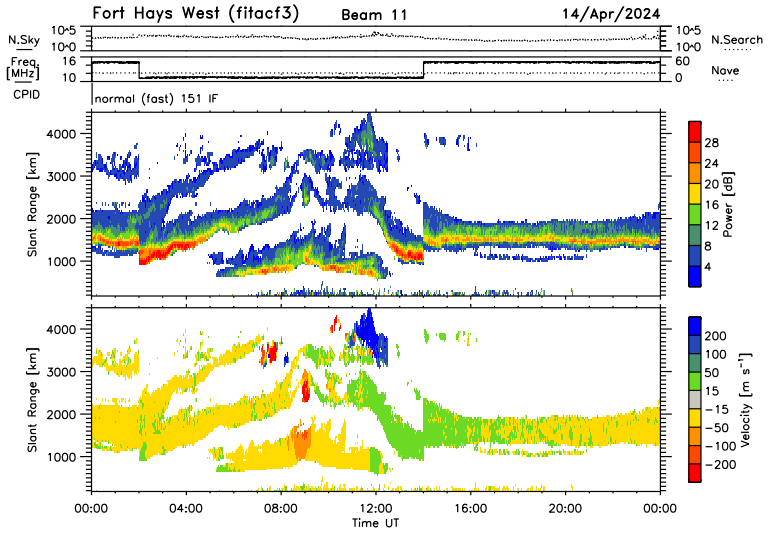 Fort Hays West (fitacf3) Beam 11 14/Apr/2024
N.Sky 10^5 10^0 10^5 10^0 N.Search
Freq. [MHz] 16 10 60 0 Nave
CPID normal (fast) 151 IF
Slant Range [km] 4000 3000 2000 1000
28 24 20 16 12 8 4 Power [dB]
Slant Range [km] 4000 3000 2000 1000
200 100 50 15 -15 -50 -100 -200 Velocity [m s⁻¹]
00:00 04:00 08:00 12:00 16:00 20:00 00:00
Time UT